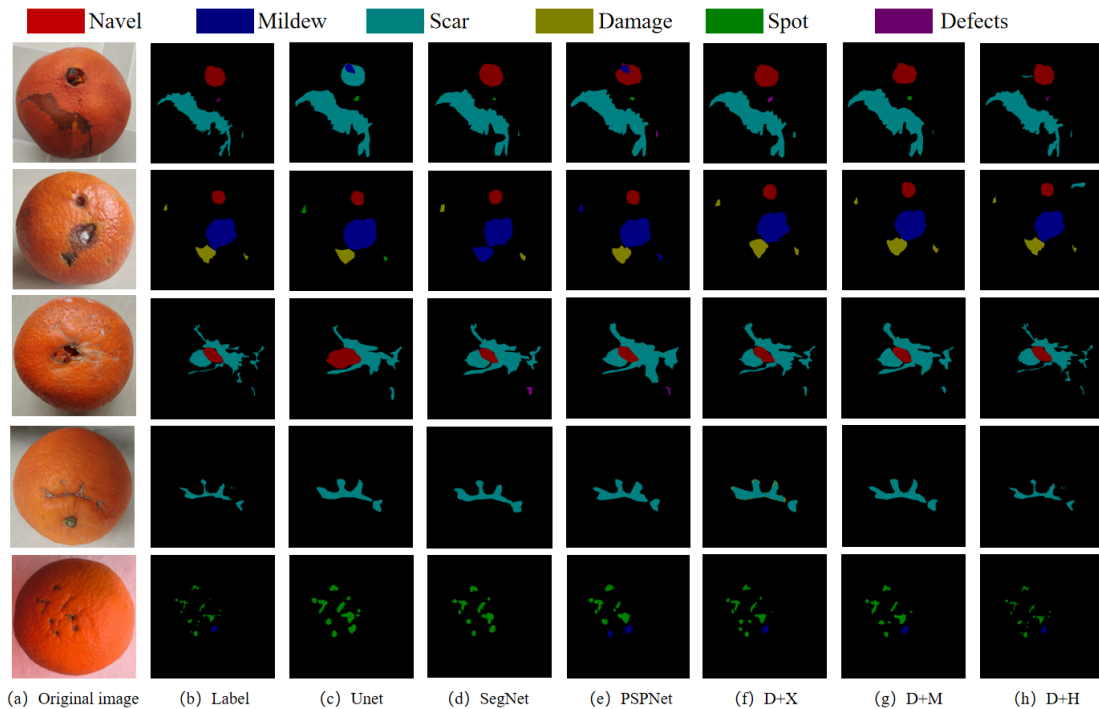 Navel Mildew Scar Damage Spot Defects
(a) Original image (b) Label (c) Unet (d) SegNet (e) PSPNet (f) D+X (g) D+M (h) D+H